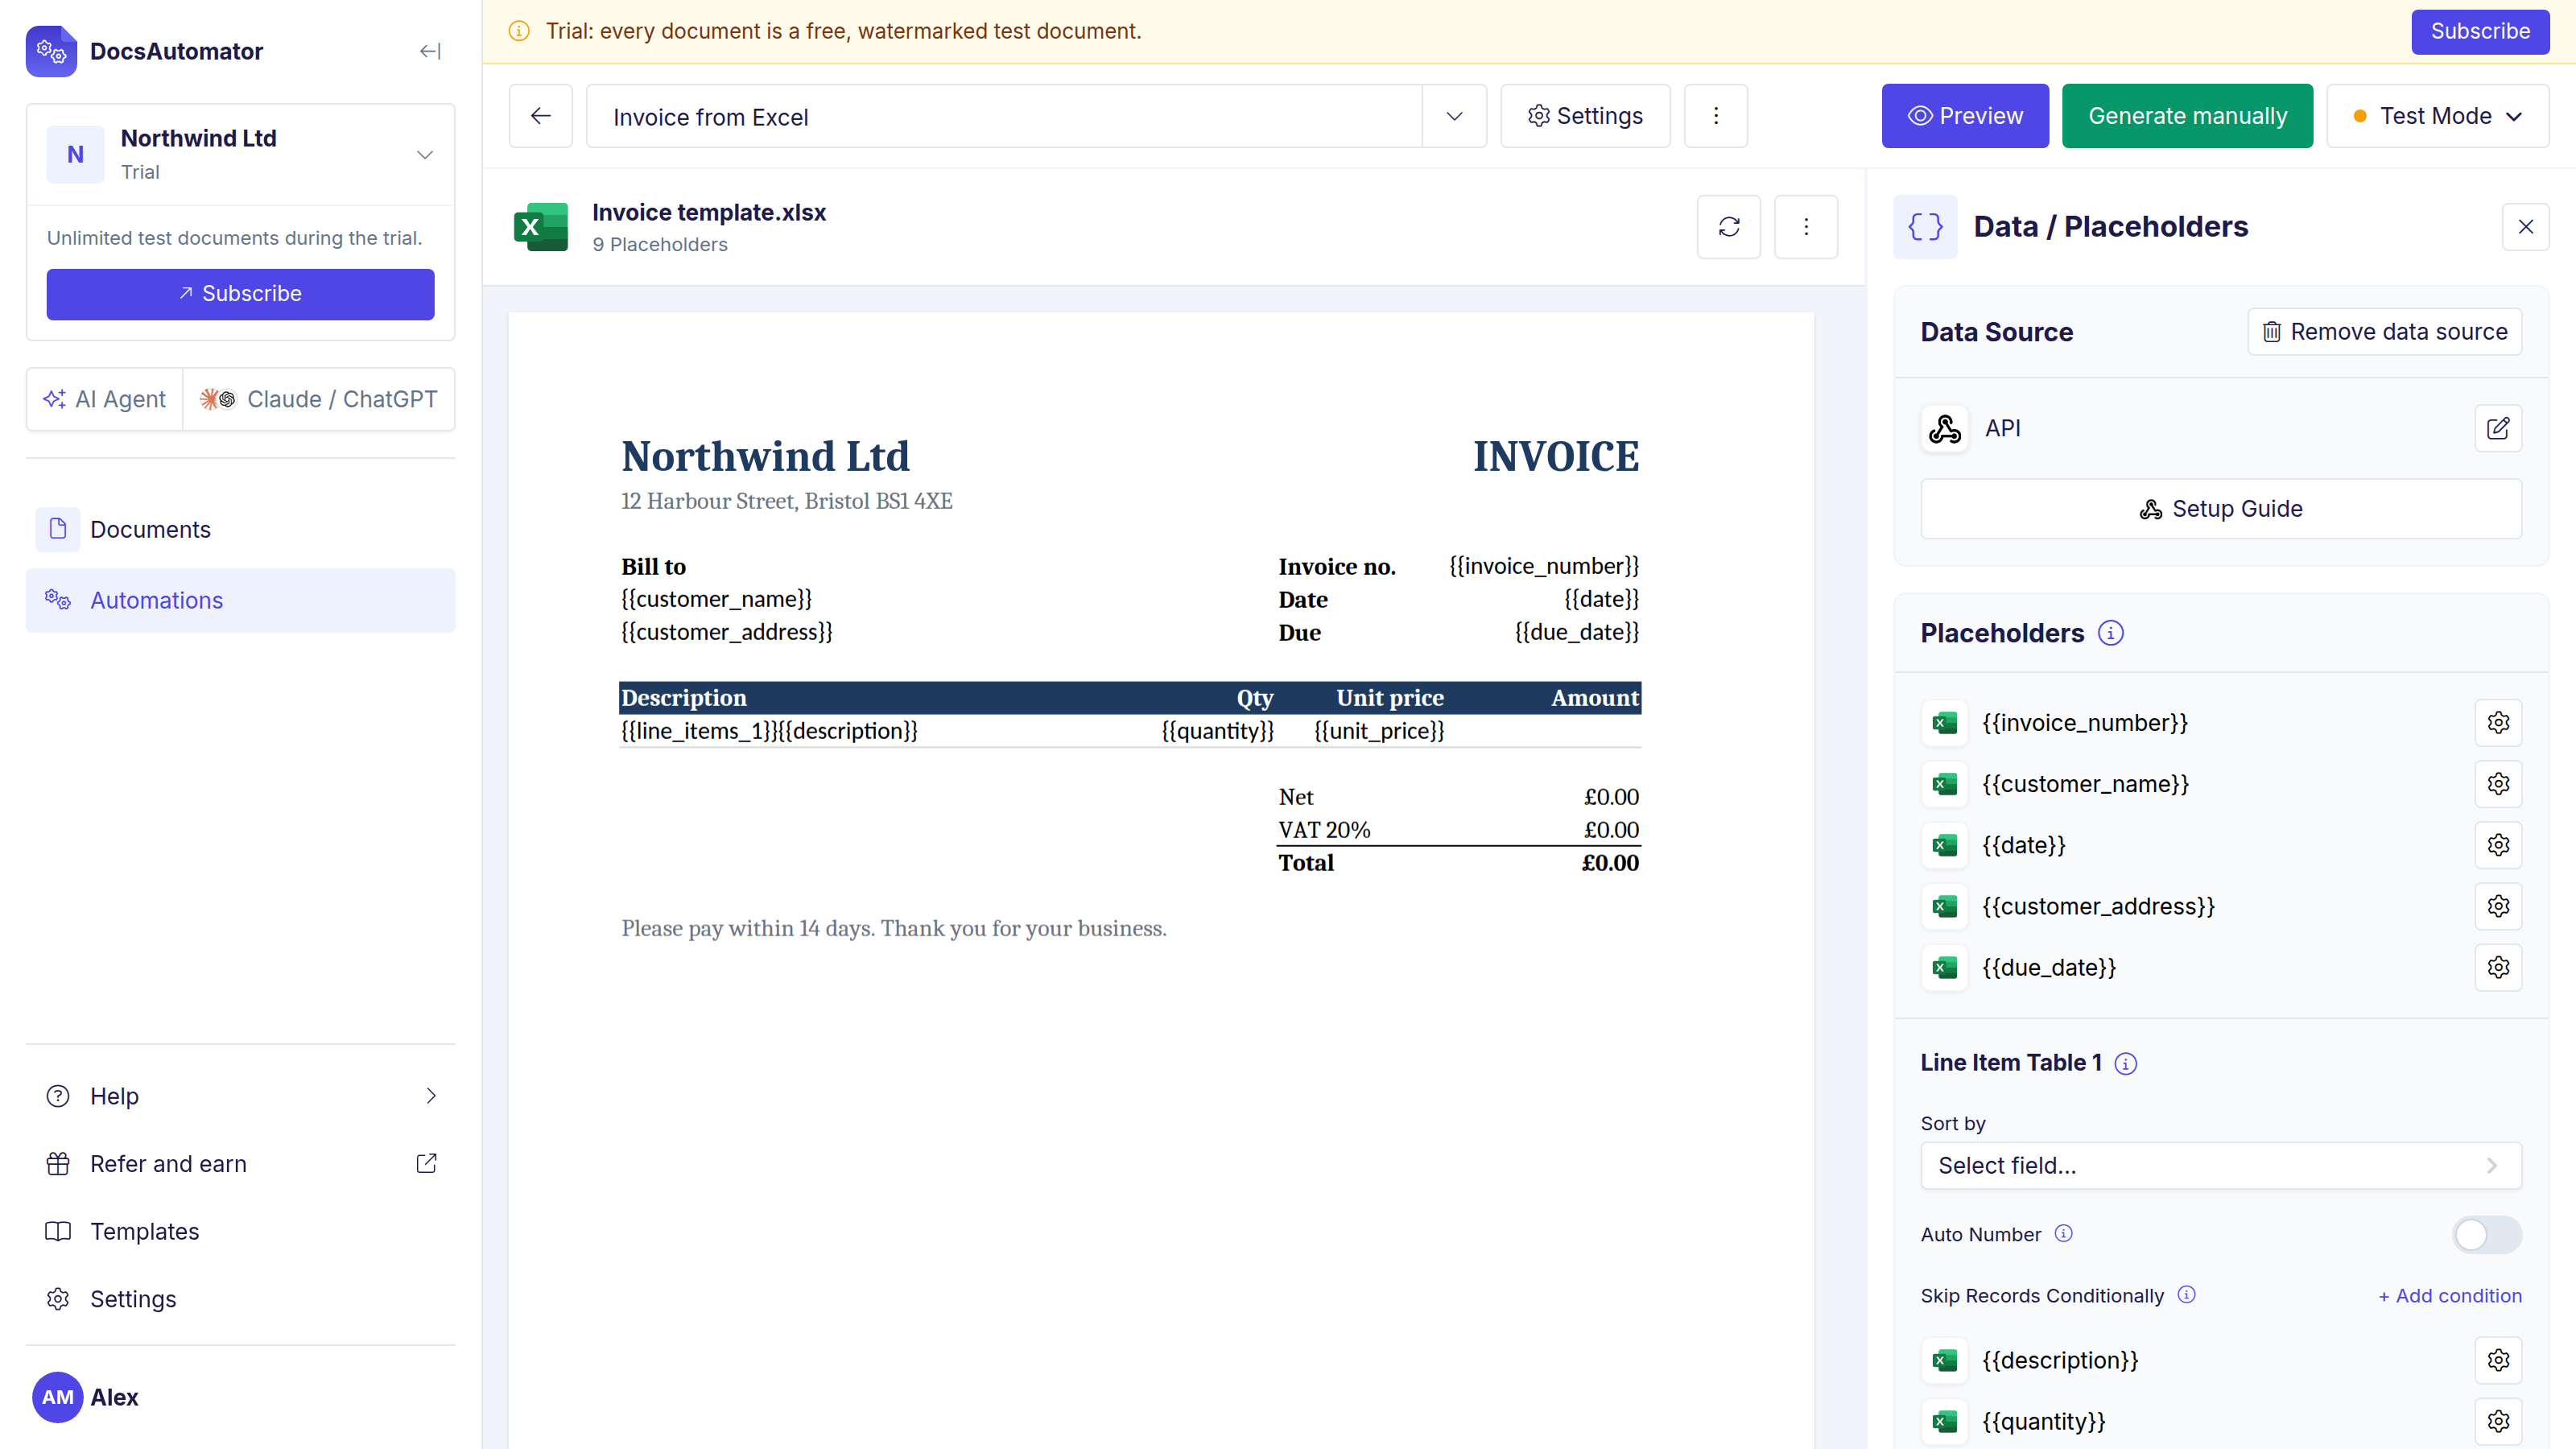 DocsAutomator
N
Northwind Ltd
Trial
Unlimited test documents during the trial.
Subscribe
AI Agent
Claude / ChatGPT
Documents
Automations
Help
Refer and earn
Templates
Settings
AM
Alex
Trial: every document is a free, watermarked test document.
Subscribe
Invoice from Excel
Settings
Preview
Generate manually
Test Mode
Invoice template.xlsx
9 Placeholders
Northwind Ltd
INVOICE
12 Harbour Street, Bristol BS1 4XE
Bill to
Invoice no. {{invoice_number}}
{{customer_name}}
Date {{date}}
{{customer_address}}
Due {{due_date}}
Description Qty Unit price Amount
{{line_items_1}}{{description}} {{quantity}} {{unit_price}}
Net £0.00
VAT 20% £0.00
Total £0.00
Please pay within 14 days. Thank you for your business.
Data / Placeholders
Data Source
Remove data source
API
Setup Guide
Placeholders
{{invoice_number}}
{{customer_name}}
{{date}}
{{customer_address}}
{{due_date}}
Line Item Table 1
Sort by
Select field...
Auto Number
Skip Records Conditionally
+ Add condition
{{description}}
{{quantity}}